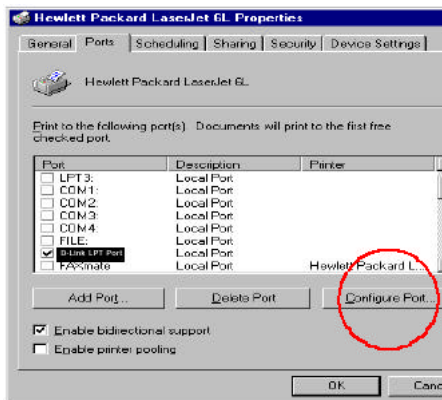 Hewlett Packard LaserJet 6L Properties
General Ports Scheduling Sharing Security Device Settings
Hewlett Packard LaserJet 6L
Print to the following port(s). Documents will print to the first free
checked port.
Port Description Printer
LPT3: Local Port
COM1: Local Port
COM2: Local Port
COM3: Local Port
COM4: Local Port
FILE: Local Port
D-Link LPT Port Local Port
FAXmate Local Port Hewlett Packard L...
Add Port... Delete Port Configure Port...
Enable bidirectional support
Enable printer pooling
OK Canc